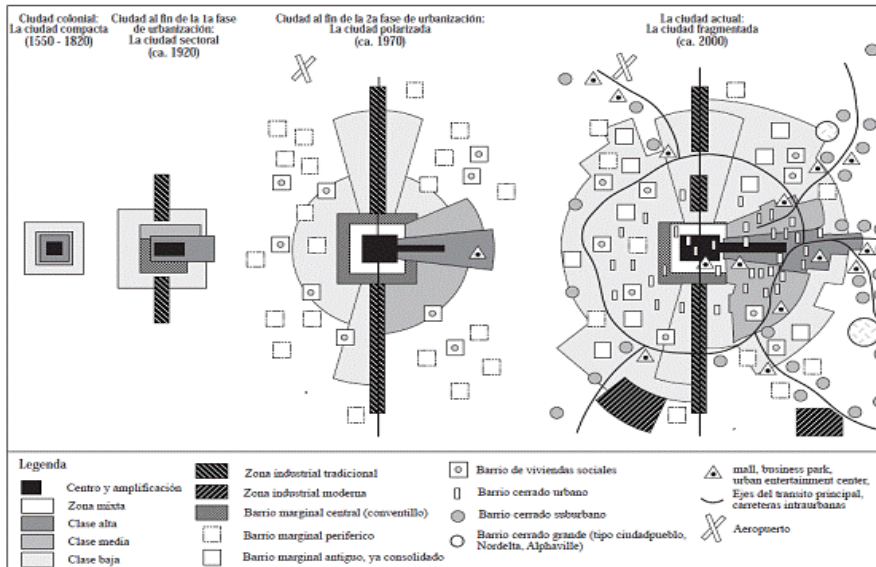 Ciudad colonial:
La ciudad compacta
(1550 - 1820)
Ciudad al fin de la 1a fase
de urbanización:
La ciudad sectoral
(ca. 1920)
Ciudad al fin de la 2a fase de urbanización:
La ciudad polarizada
(ca. 1970)
La ciudad actual:
La ciudad fragmentada
(ca. 2000)
Legenda
Centro y amplificación
Zona mixta
Clase alta
Clase media
Clase baja
Zona industrial tradicional
Zona industrial moderna
Barrio marginal central (conventillo)
Barrio marginal periferico
Barrio marginal antiguo, ya consolidado
Barrio de viviendas sociales
Barrio cerrado urbano
Barrio cerrado suburbano
Barrio cerrado grande (tipo ciudadpueblo,
Nordelta, Alphaville)
mall, business park,
urban entertainment center,
Ejes del transito principal,
carreteras intraurbanas
Aeropuerto